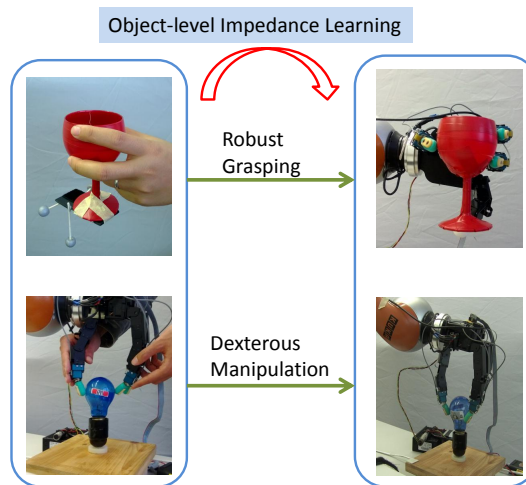 Object-level Impedance Learning
Robust
Grasping
Dexterous
Manipulation